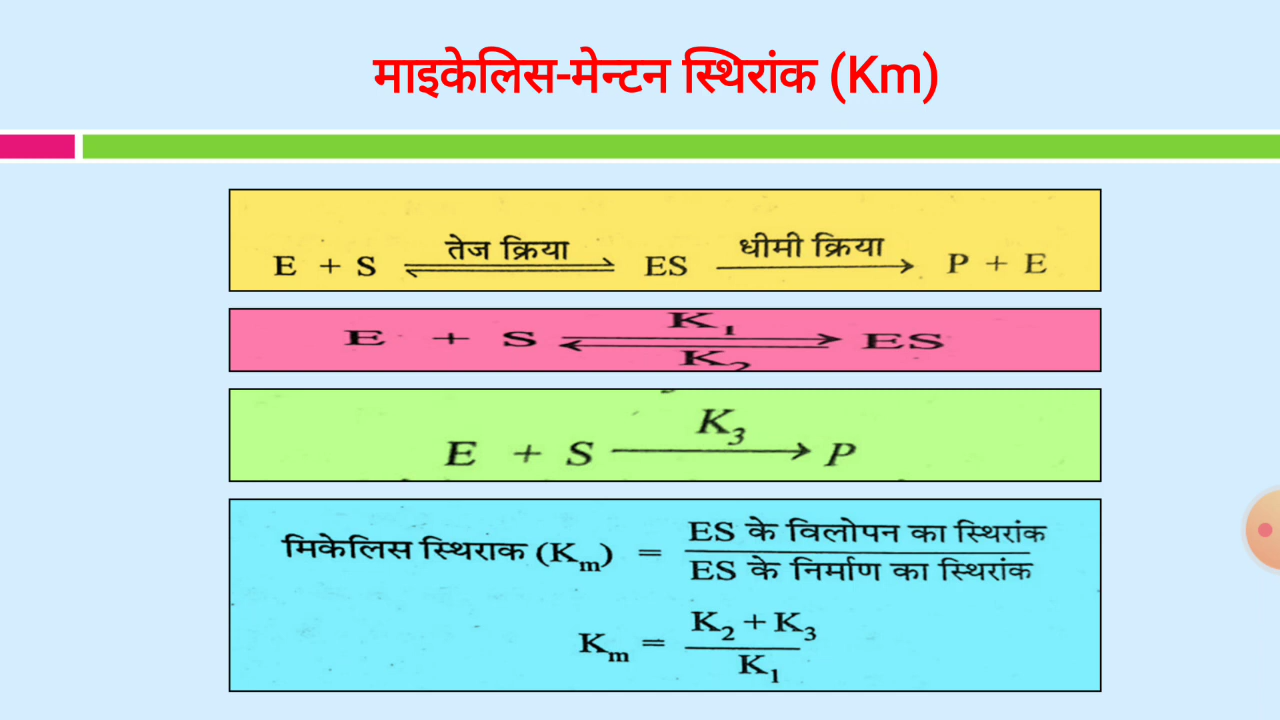 माइकेलिस-मेन्टन स्थिरांक (Km)
तेज क्रिया धीमी क्रिया
E + S ⇌ ES ⟶ P + E
K₁
E + S ⇌ ES
K₂
K₃
E + S ⟶ P
मिकेलिस स्थिराक (Kₘ) = ES के विलोपन का स्थिरांक
ES के निर्माण का स्थिरांक
Kₘ = K₂ + K₃
K₁